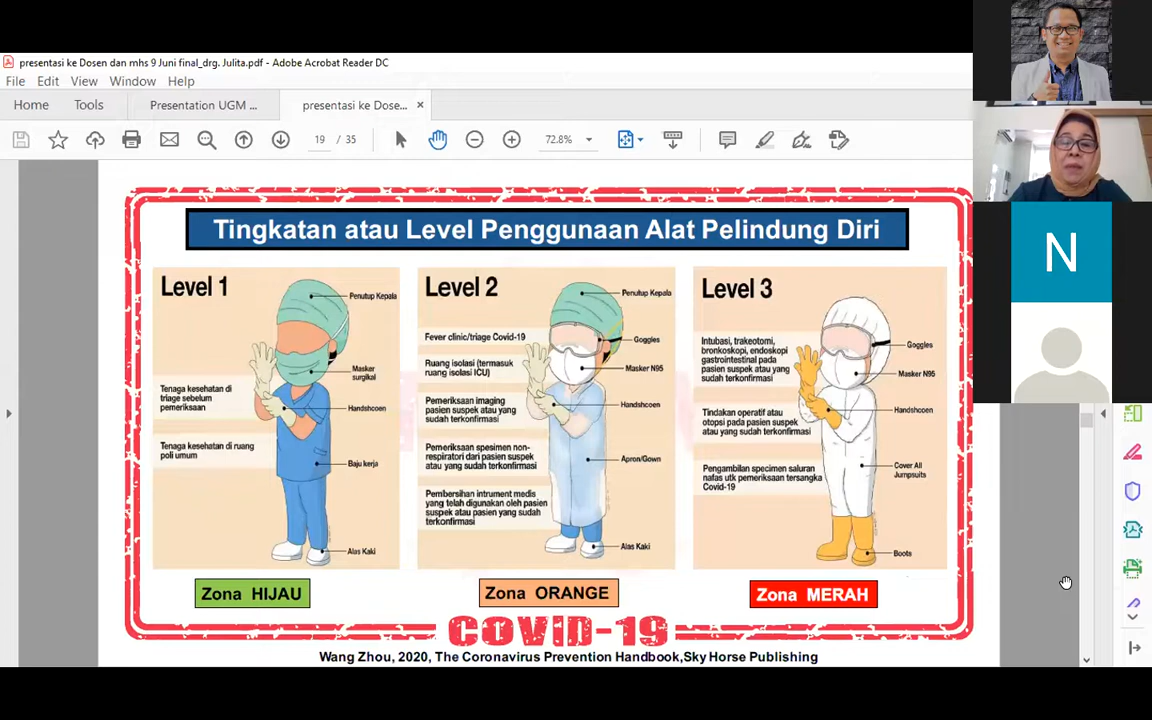 presentasi ke Dosen dan mhs 9 Juni final_drg. Julita.pdf - Adobe Acrobat Reader DC
File Edit View Window Help
Home Tools Presentation UGM ... presentasi ke Dose... ×
19 / 35 72.8%
N
Tingkatan atau Level Penggunaan Alat Pelindung Diri
Level 1
Penutup Kepala
Masker
surgikal
Tenaga kesehatan di
triage sebelum
pemeriksaan
Handshcoen
Tenaga kesehatan di ruang
poli umum
Baju kerja
Alas Kaki
Zona HIJAU
Level 2
Penutup Kepala
Fever clinic/triage Covid-19
Goggles
Ruang isolasi (termasuk
ruang isolasi ICU)
Masker N95
Pemeriksaan imaging
pasien suspek atau yang
sudah terkonfirmasi
Handshcoen
Pemeriksaan spesimen non-
respiratori dari pasien suspek
atau yang sudah terkonfirmasi
Apron/Gown
Pembersihan intrument medis
yang telah digunakan oleh pasien
suspek atau pasien yang sudah
terkonfirmasi
Alas Kaki
Zona ORANGE
Level 3
Intubasi, trakeotomi,
bronkoskopi, endoskopi
gastrointestinal pada
pasien suspek atau yang
sudah terkonfirmasi
Goggles
Masker N95
Tindakan operatif atau
otopsi pada pasien suspek
atau yang sudah terkonfirmasi
Handshcoen
Pengambilan specimen saluran
nafas utk pemeriksaan tersangka
Covid-19
Cover All
Jumpsuits
Boots
Zona MERAH
COVID-19
Wang Zhou, 2020, The Coronavirus Prevention Handbook,Sky Horse Publishing